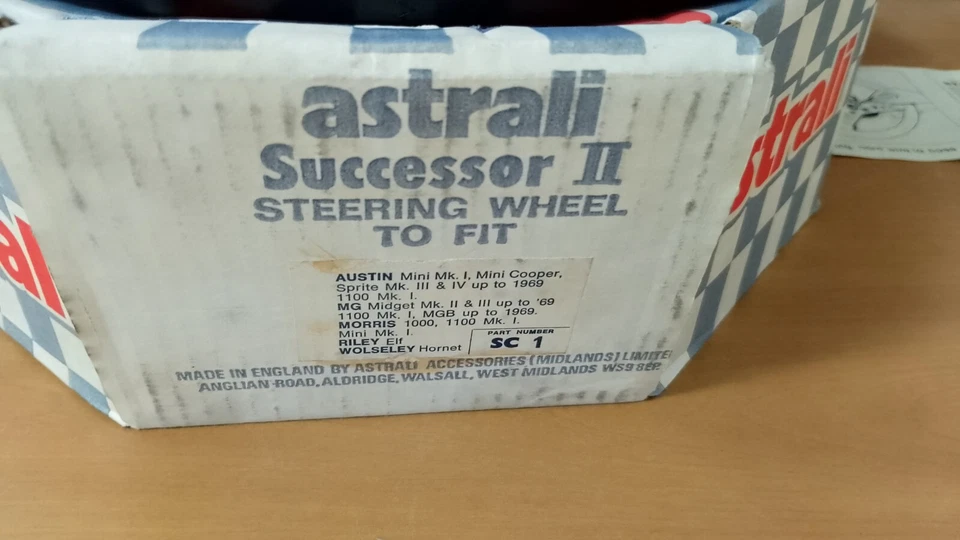 astrali
Successor II
STEERING WHEEL
TO FIT
AUSTIN Mini Mk. I, Mini Cooper,
Sprite Mk. III & IV up to 1969
1100 Mk. I.
MG Midget Mk. II & III up to '69
1100 Mk. I, MGB up to 1969.
MORRIS 1000, 1100 Mk. I.
Mini Mk. I.
RILEY Elf
WOLSELEY Hornet
PART NUMBER
SC 1
MADE IN ENGLAND BY ASTRALI ACCESSORIES (MIDLANDS) LIMITE
ANGLIAN ROAD, ALDRIDGE, WALSALL, WEST MIDLANDS WS9
al
strali